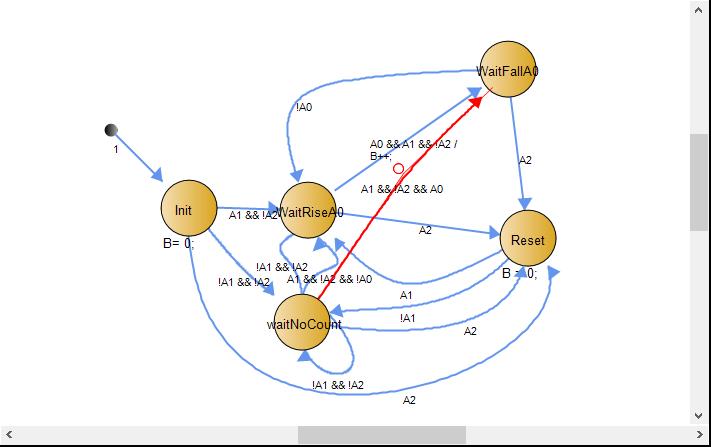 WaitFallA0
!A0
1
A0 && A1 && !A2 /
B++;
A2
A1 && !A2 && A0
Init
A1 && !A2
WaitRiseA0
A2
Reset
B= 0;
B = 0;
!A1 && !A2
!A1 && !A2
A1 && !A2 && !A0
A1
!A1
waitNoCount
A2
!A1 && !A2
A2